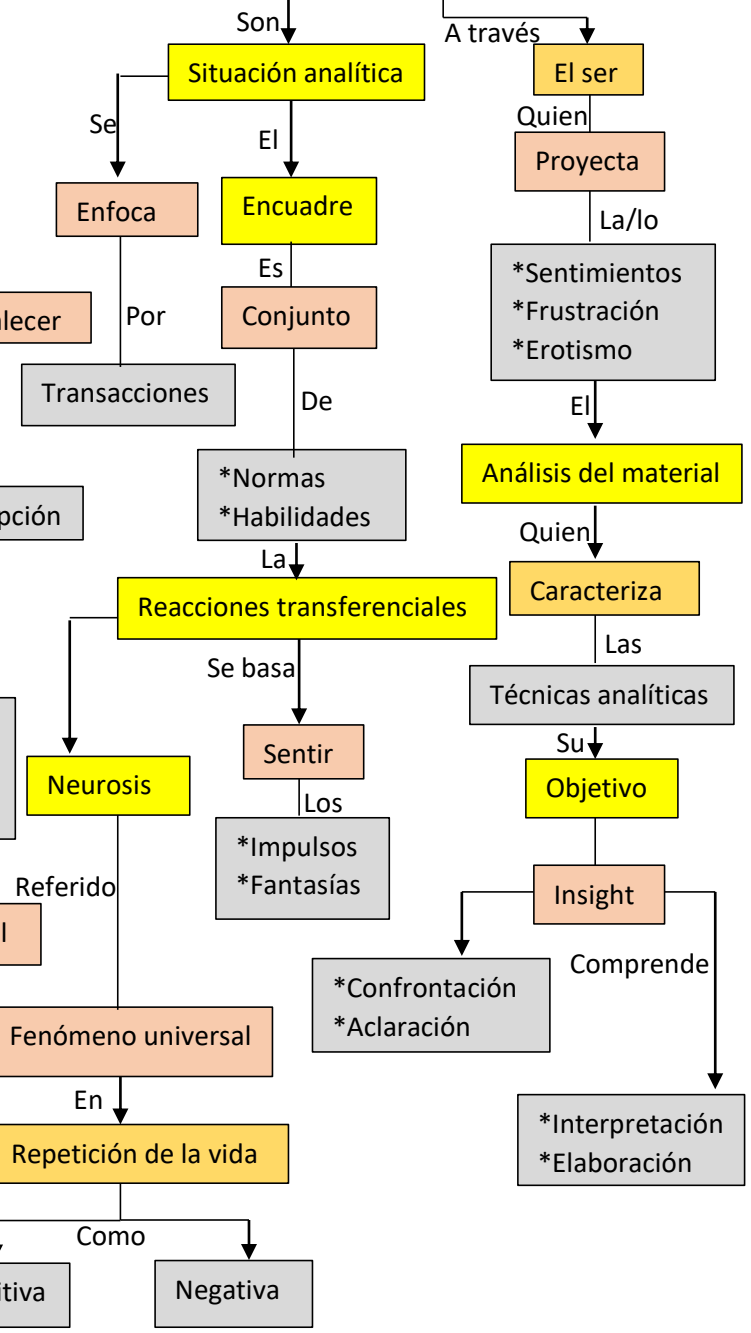 Son
A través
Situación analítica
El ser
Se
El
Quien
Proyecta
Enfoca
Encuadre
La/lo
Es
*Sentimientos
*Frustración
*Erotismo
alecer
Por
Conjunto
Transacciones
De
El
*Normas
*Habilidades
Análisis del material
pción
Quien
La
Reacciones transferenciales
Caracteriza
Se basa
Las
Técnicas analíticas
Su
Sentir
Neurosis
Objetivo
Los
*Impulsos
*Fantasías
Referido
Insight
l
Comprende
*Confrontación
*Aclaración
Fenómeno universal
En
*Interpretación
*Elaboración
Repetición de la vida
Como
itiva
Negativa